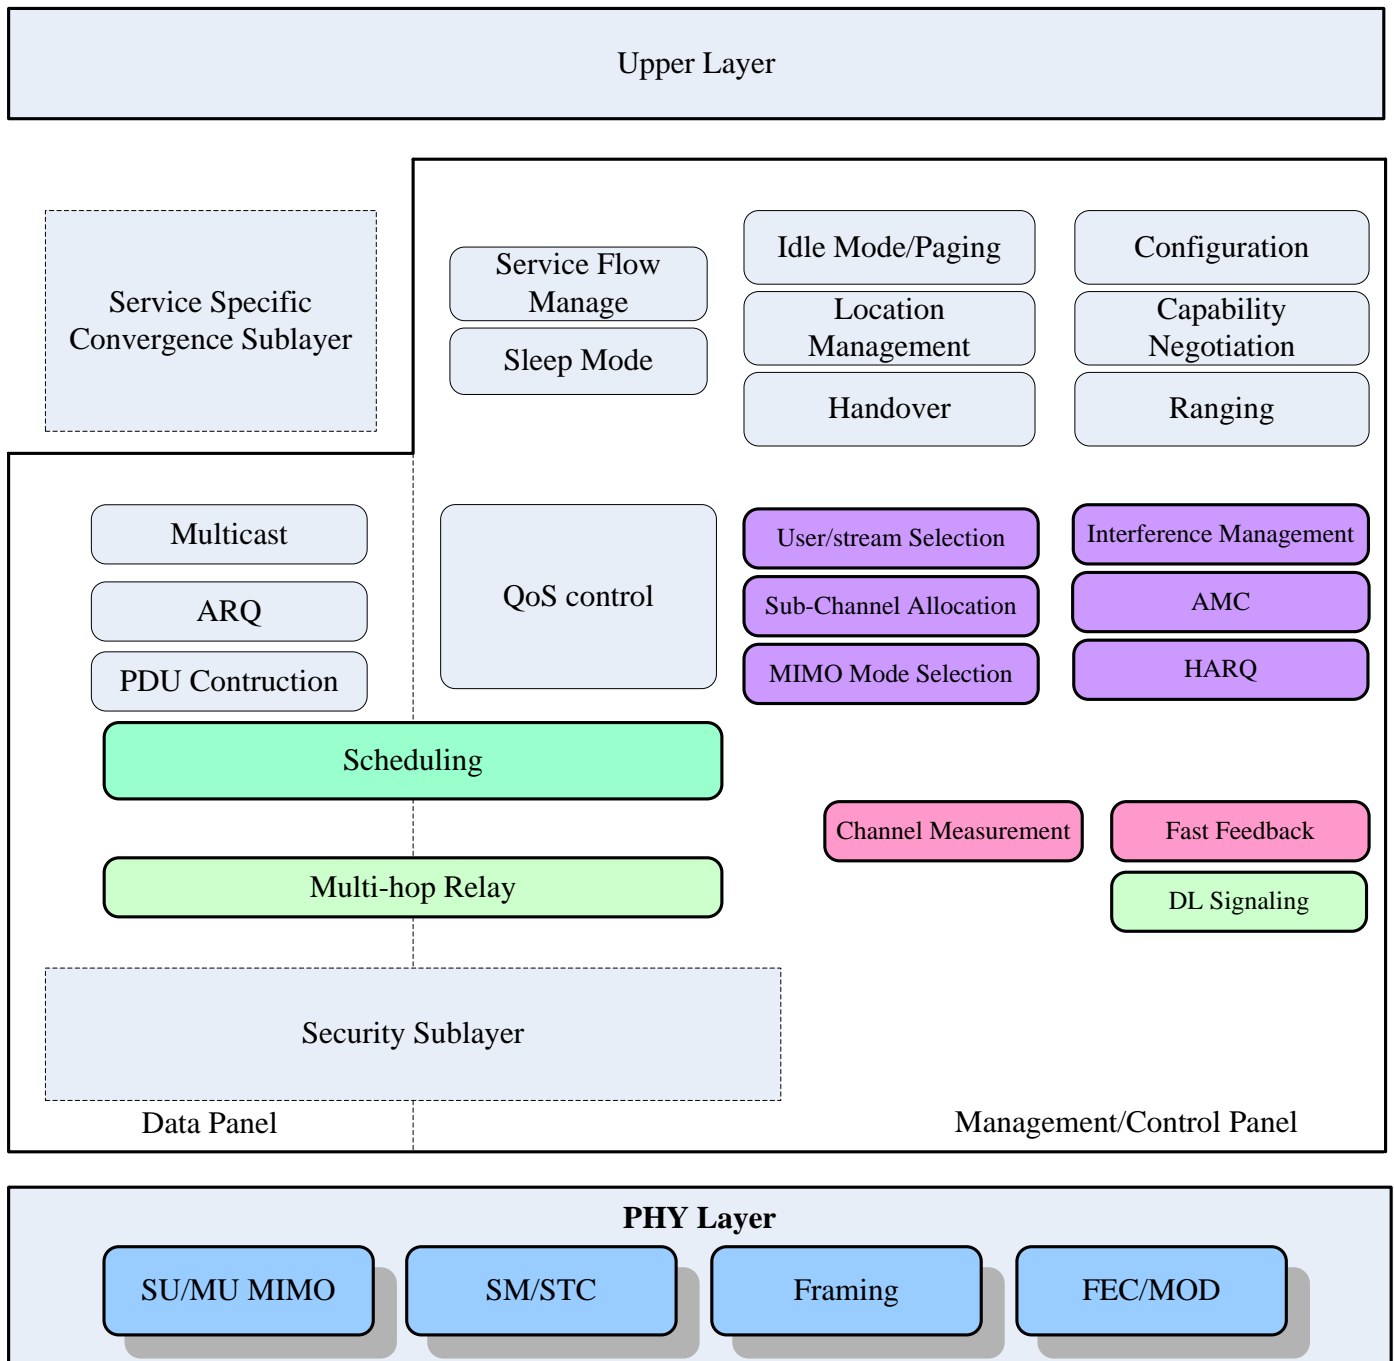 Upper Layer
Service Specific
Convergence Sublayer
Service Flow
Manage
Sleep Mode
Idle Mode/Paging
Location
Management
Handover
Configuration
Capability
Negotiation
Ranging
Multicast
ARQ
PDU Contruction
QoS control
User/stream Selection
Sub-Channel Allocation
MIMO Mode Selection
Interference Management
AMC
HARQ
Scheduling
Channel Measurement
Fast Feedback
Multi-hop Relay
DL Signaling
Security Sublayer
Data Panel
Management/Control Panel
PHY Layer
SU/MU MIMO
SM/STC
Framing
FEC/MOD